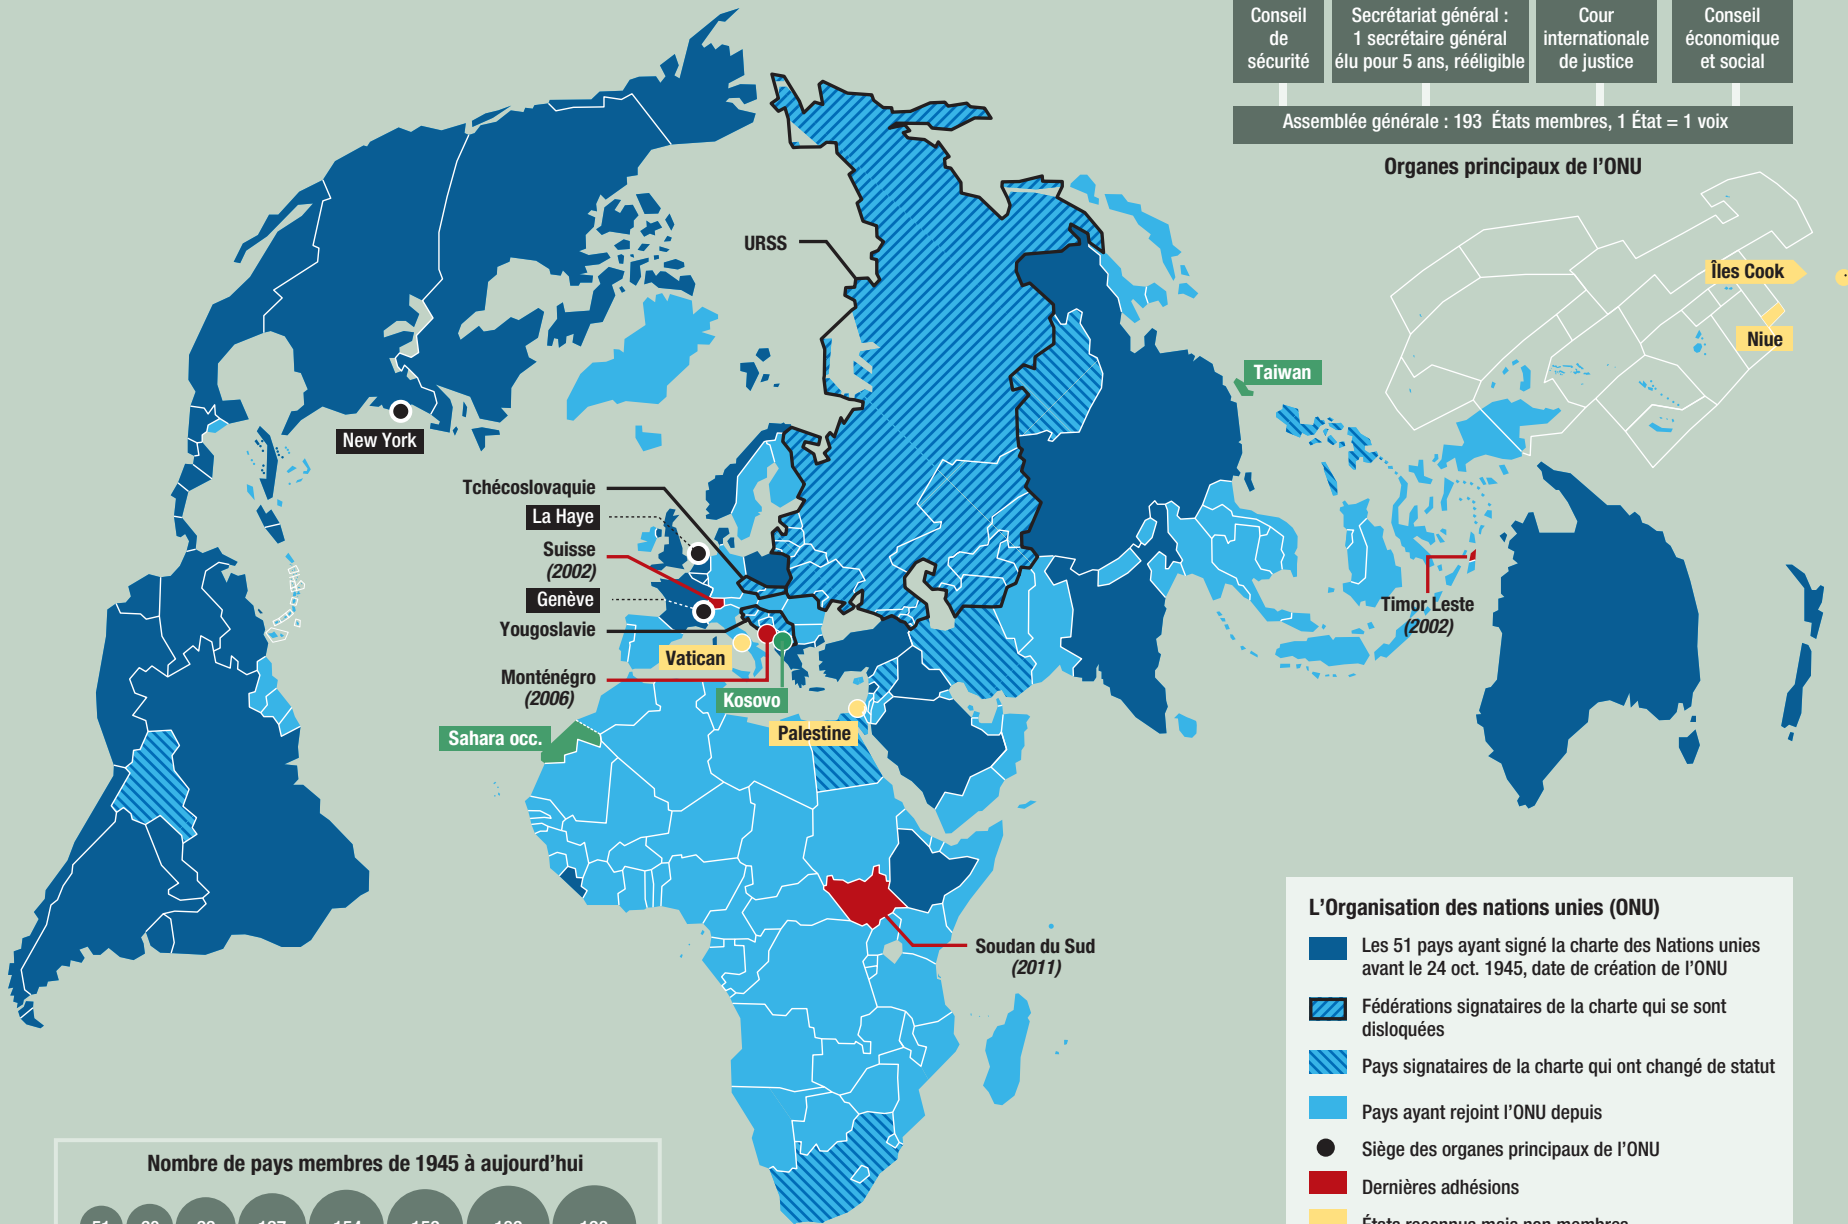 Conseil
de
sécurité
Secrétariat général :
1 secrétaire général
élu pour 5 ans, rééligible
Cour
internationale
de justice
Conseil
économique
et social
Assemblée générale : 193 États membres, 1 État = 1 voix
Organes principaux de l'ONU
URSS
Îles Cook
Niue
Taiwan
New York
Tchécoslovaquie
La Haye
Suisse
(2002)
Genève
Yougoslavie
Vatican
Monténégro
(2006)
Kosovo
Sahara occ.
Palestine
Timor Leste
(2002)
Soudan du Sud
(2011)
L'Organisation des nations unies (ONU)
Les 51 pays ayant signé la charte des Nations unies
avant le 24 oct. 1945, date de création de l'ONU
Fédérations signataires de la charte qui se sont
disloquées
Pays signataires de la charte qui ont changé de statut
Pays ayant rejoint l'ONU depuis
Siège des organes principaux de l'ONU
Dernières adhésions
États reconnus mais non membres
Nombre de pays membres de 1945 à aujourd'hui